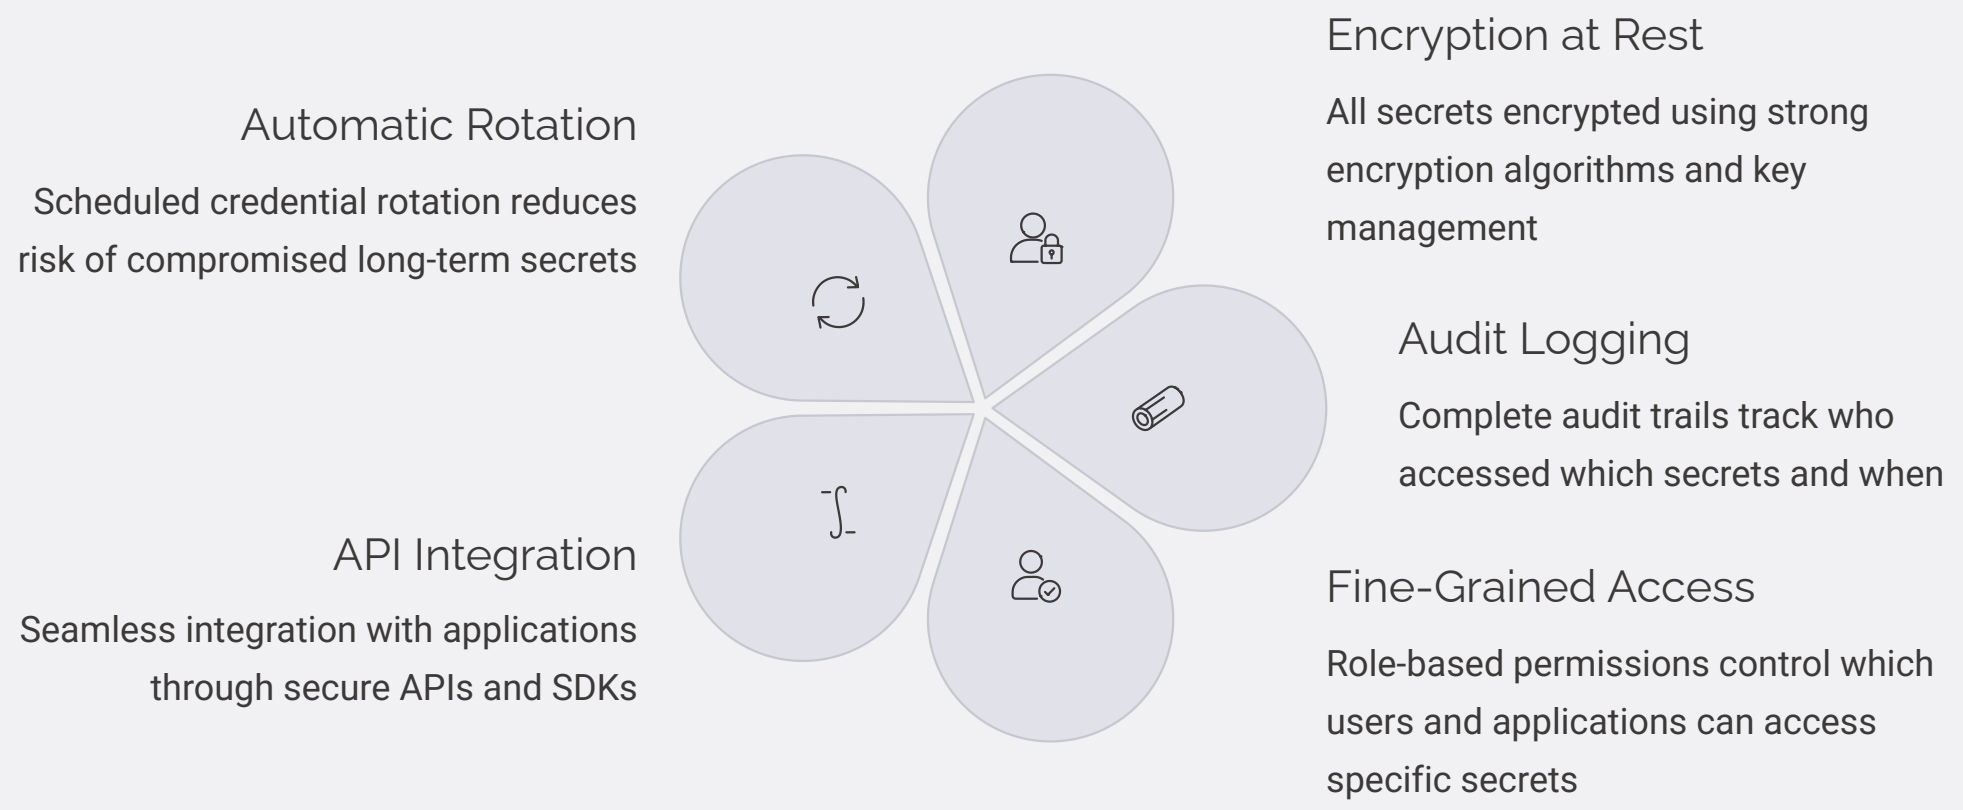 Encryption at Rest
All secrets encrypted using strong
encryption algorithms and key
management
Automatic Rotation
Scheduled credential rotation reduces
risk of compromised long-term secrets
Audit Logging
Complete audit trails track who
accessed which secrets and when
API Integration
Seamless integration with applications
through secure APIs and SDKs
Fine-Grained Access
Role-based permissions control which
users and applications can access
specific secrets